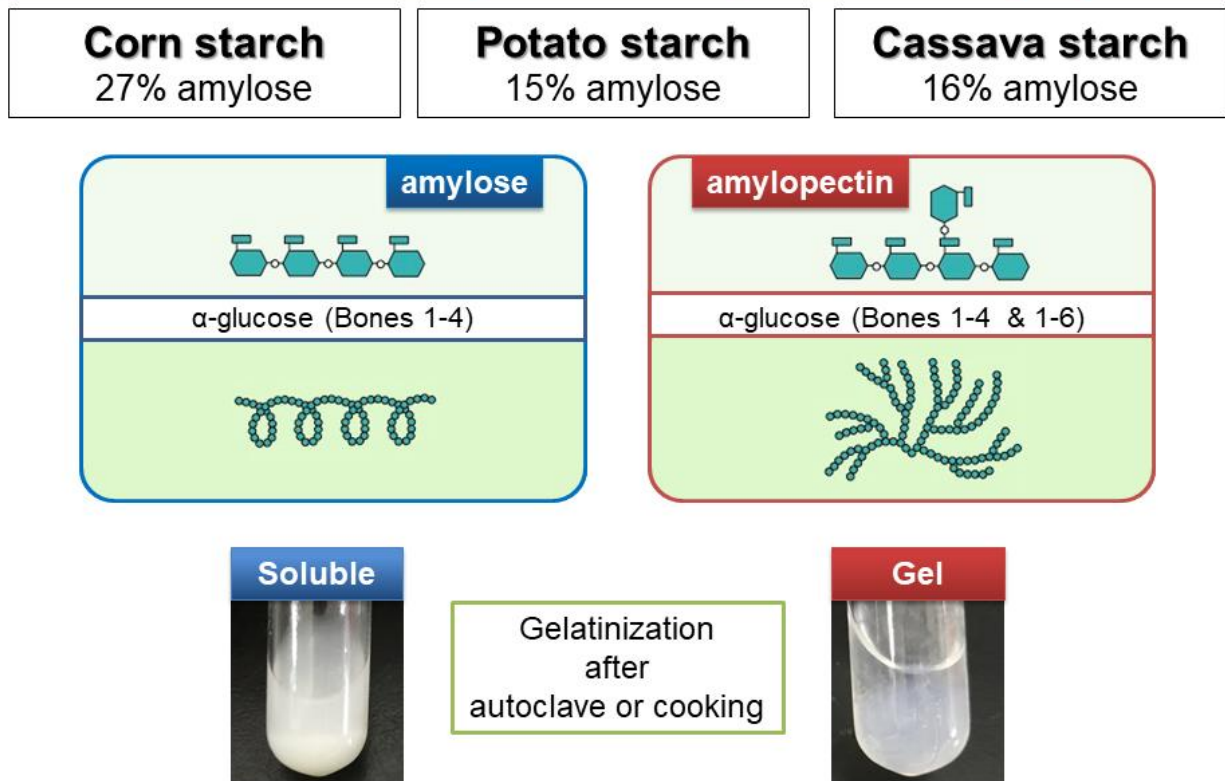 Corn starch
27% amylose
Potato starch
15% amylose
Cassava starch
16% amylose
amylose
α-glucose (Bones 1-4)
amylopectin
α-glucose (Bones 1-4 & 1-6)
Soluble
Gelatinization
after
autoclave or cooking
Gel